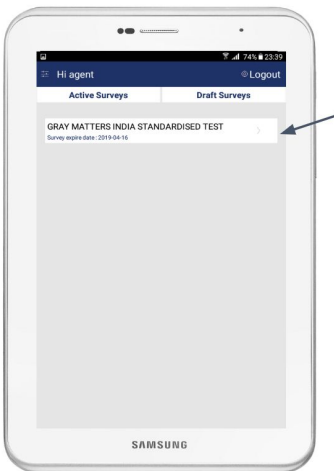 74% 23:39
Hi agent
Logout
Active Surveys
Draft Surveys
GRAY MATTERS INDIA STANDARDISED TEST
Survey expire date : 2019-04-16
SAMSUNG